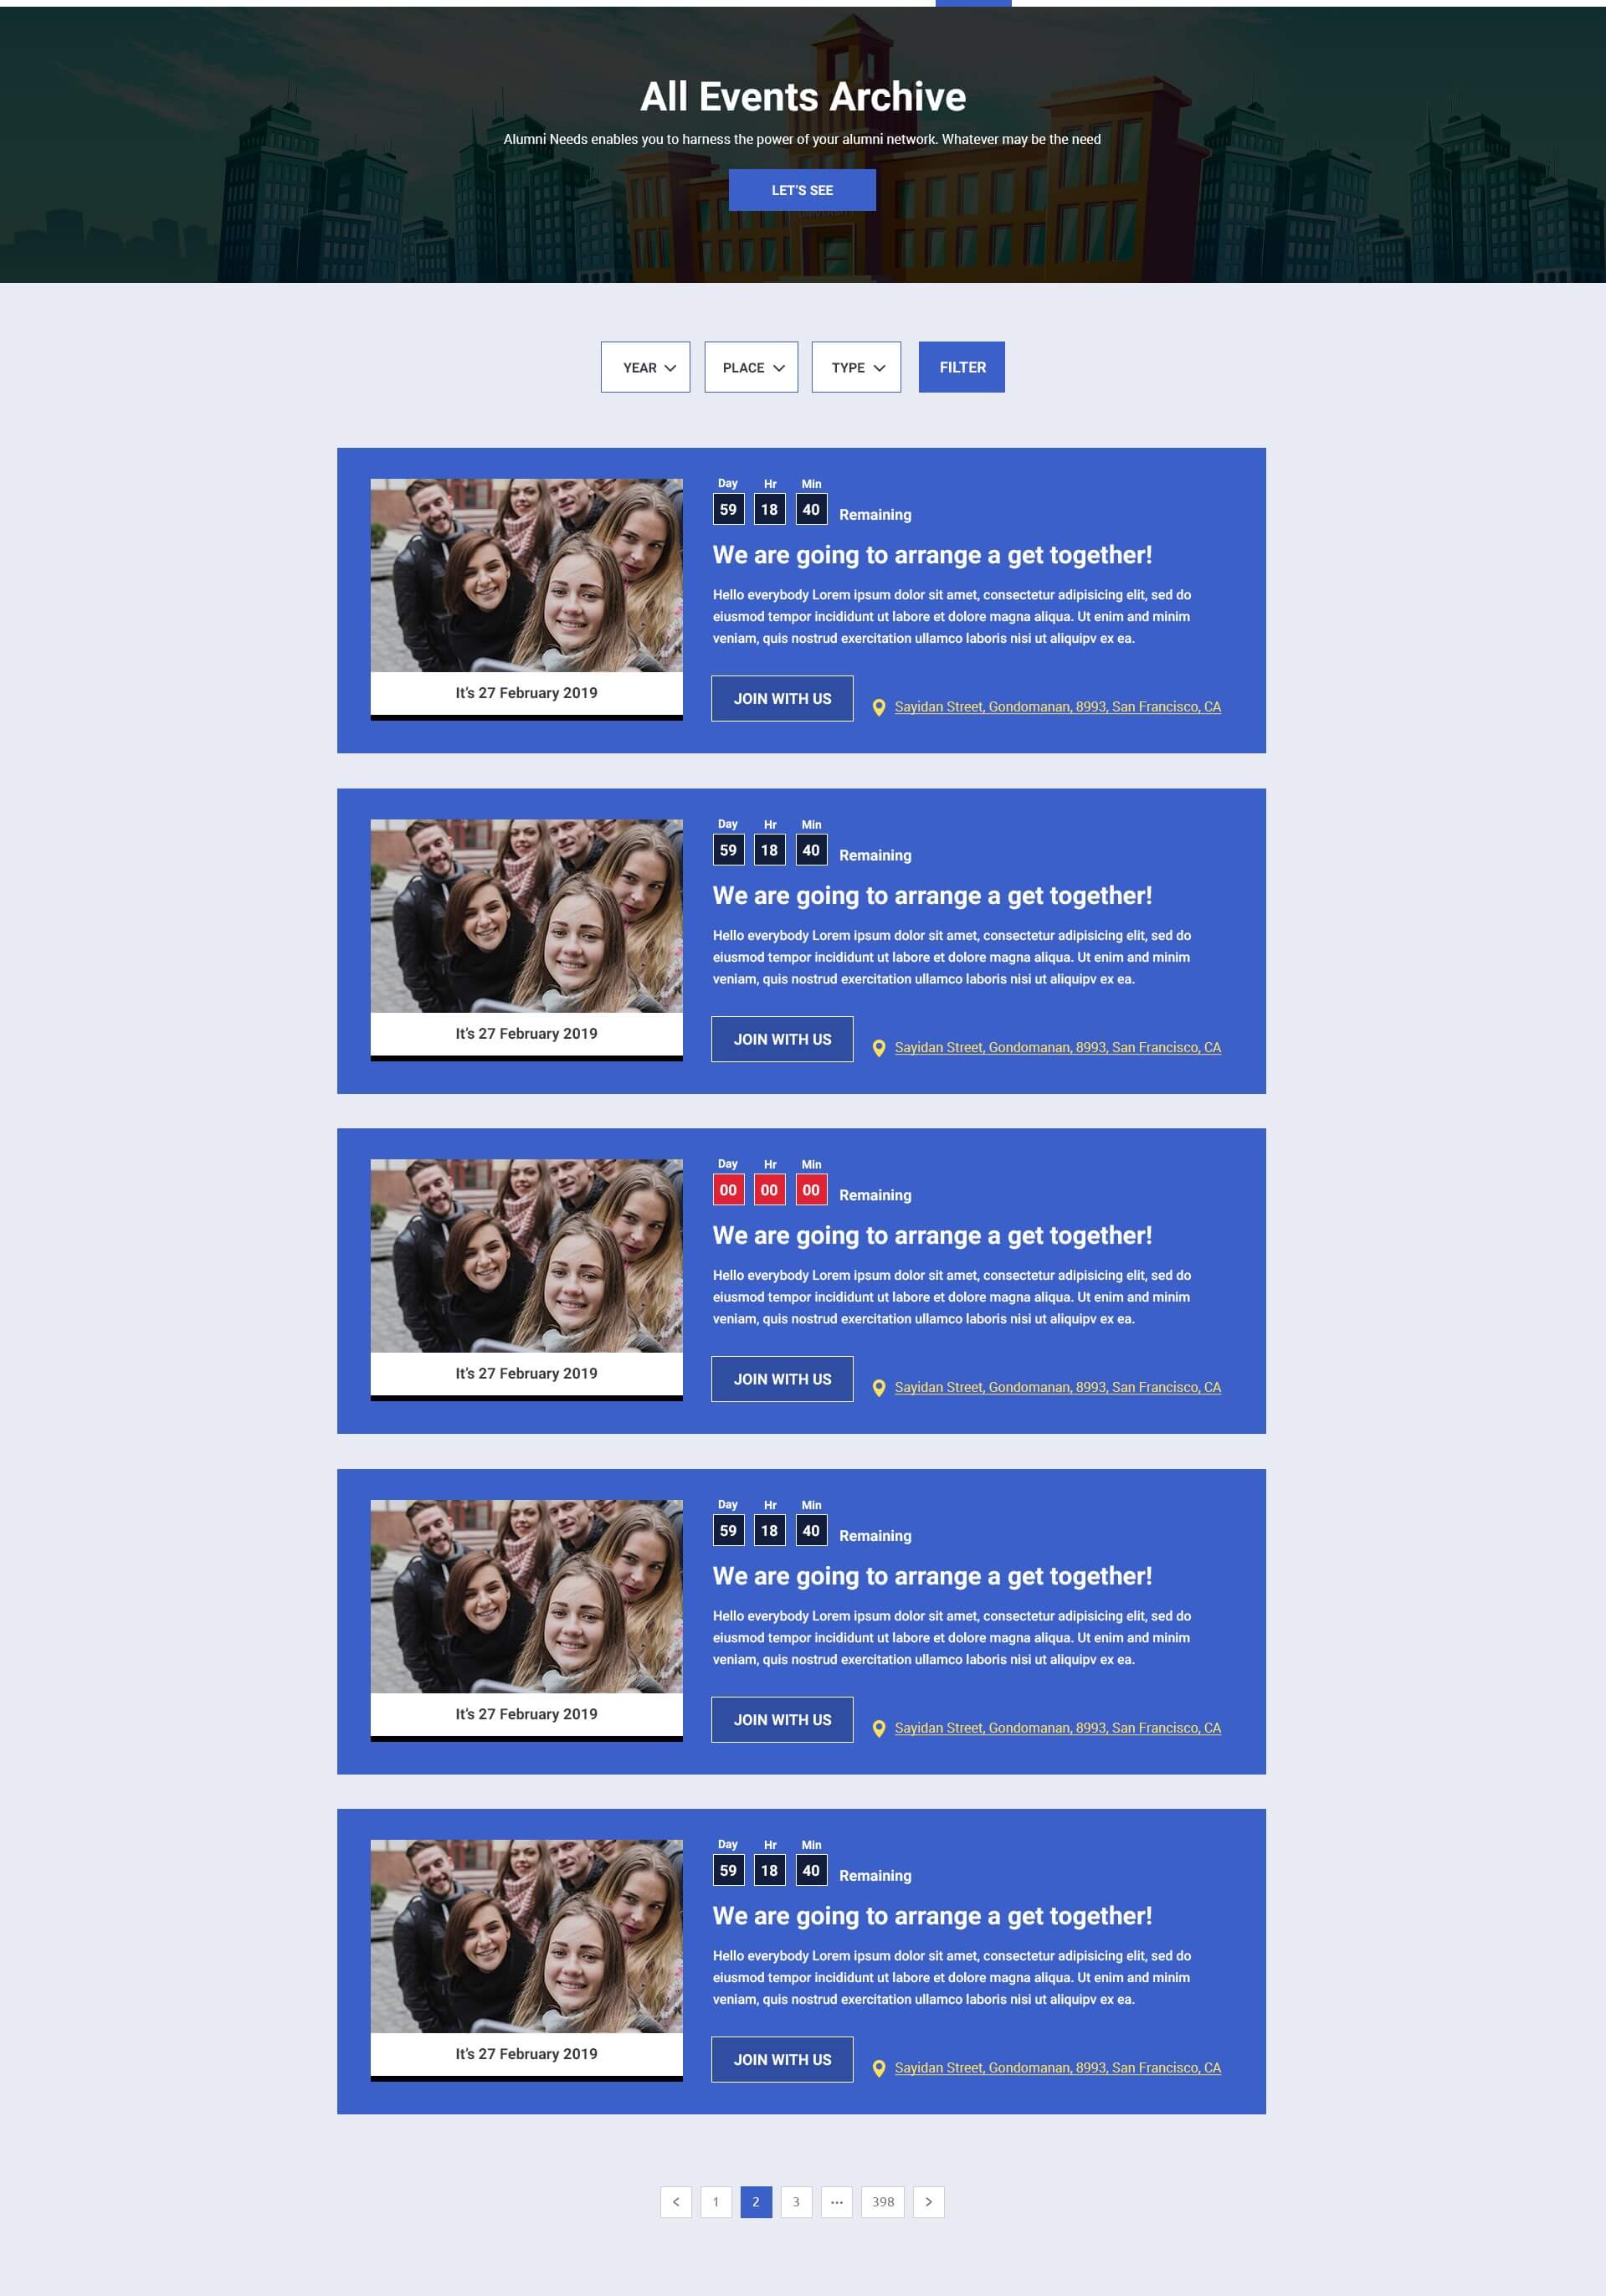 All Events Archive
Alumni Needs enables you to harness the power of your alumni network. Whatever may be the need
LET'S SEE
YEAR PLACE TYPE FILTER
Day Hr Min
59 18 40 Remaining
We are going to arrange a get together!
Hello everybody Lorem ipsum dolor sit amet, consectetur adipisicing elit, sed do
eiusmod tempor incididunt ut labore et dolore magna aliqua. Ut enim and minim
veniam, quis nostrud exercitation ullamco laboris nisi ut aliquipv ex ea.
It's 27 February 2019
JOIN WITH US
Sayidan Street, Gondomanan, 8993, San Francisco, CA
Day Hr Min
59 18 40 Remaining
We are going to arrange a get together!
Hello everybody Lorem ipsum dolor sit amet, consectetur adipisicing elit, sed do
eiusmod tempor incididunt ut labore et dolore magna aliqua. Ut enim and minim
veniam, quis nostrud exercitation ullamco laboris nisi ut aliquipv ex ea.
It's 27 February 2019
JOIN WITH US
Sayidan Street, Gondomanan, 8993, San Francisco, CA
Day Hr Min
00 00 00 Remaining
We are going to arrange a get together!
Hello everybody Lorem ipsum dolor sit amet, consectetur adipisicing elit, sed do
eiusmod tempor incididunt ut labore et dolore magna aliqua. Ut enim and minim
veniam, quis nostrud exercitation ullamco laboris nisi ut aliquipv ex ea.
It's 27 February 2019
JOIN WITH US
Sayidan Street, Gondomanan, 8993, San Francisco, CA
Day Hr Min
59 18 40 Remaining
We are going to arrange a get together!
Hello everybody Lorem ipsum dolor sit amet, consectetur adipisicing elit, sed do
eiusmod tempor incididunt ut labore et dolore magna aliqua. Ut enim and minim
veniam, quis nostrud exercitation ullamco laboris nisi ut aliquipv ex ea.
It's 27 February 2019
JOIN WITH US
Sayidan Street, Gondomanan, 8993, San Francisco, CA
Day Hr Min
59 18 40 Remaining
We are going to arrange a get together!
Hello everybody Lorem ipsum dolor sit amet, consectetur adipisicing elit, sed do
eiusmod tempor incididunt ut labore et dolore magna aliqua. Ut enim and minim
veniam, quis nostrud exercitation ullamco laboris nisi ut aliquipv ex ea.
It's 27 February 2019
JOIN WITH US
Sayidan Street, Gondomanan, 8993, San Francisco, CA
< 1 2 3 ... 398 >